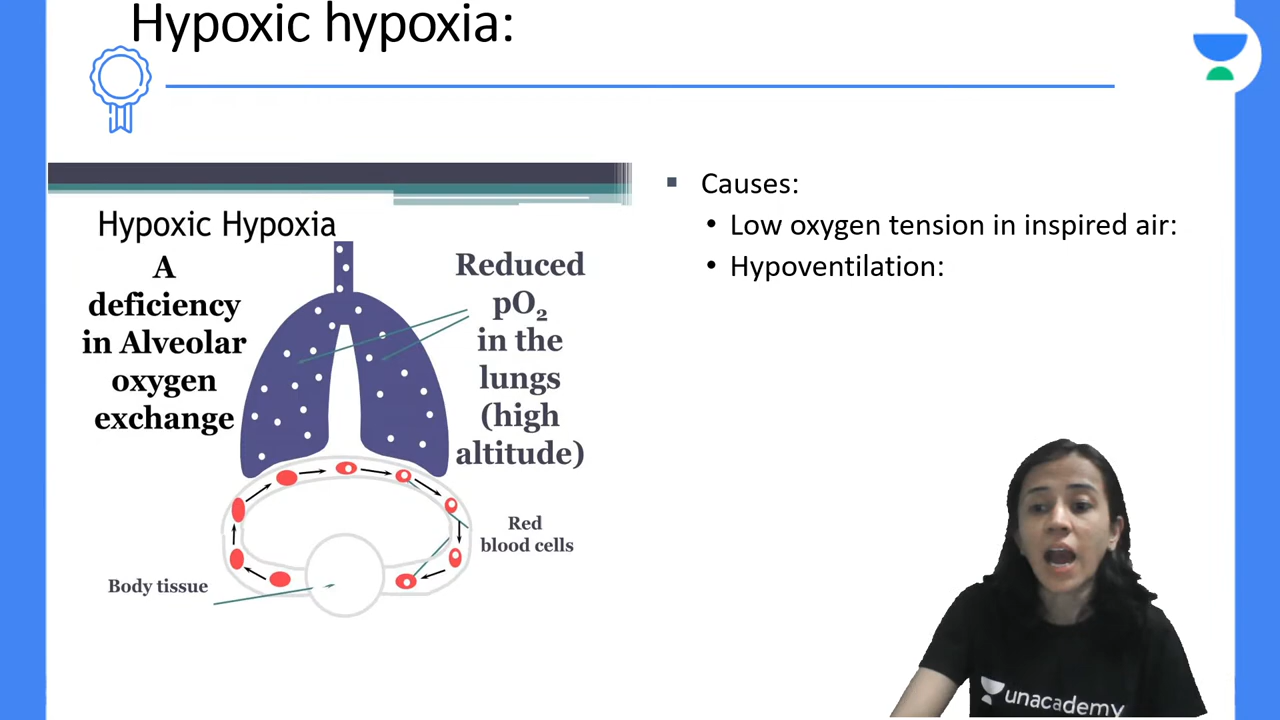 Hypoxic hypoxia:
Hypoxic Hypoxia
A
deficiency
in Alveolar
oxygen
exchange
Reduced
pO₂
in the
lungs
(high
altitude)
Red
blood cells
Body tissue
▪ Causes:
• Low oxygen tension in inspired air:
• Hypoventilation:
unacademy